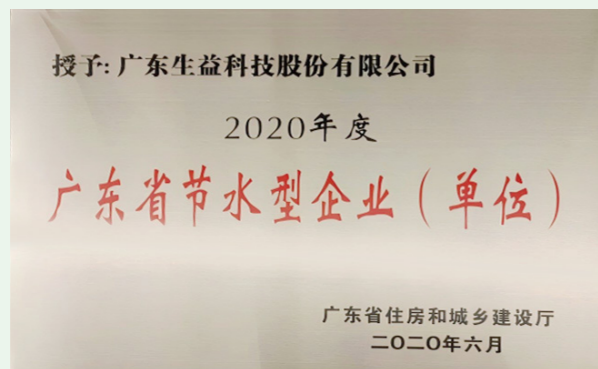 授予: 广东生益科技股份有限公司
2020年度
广东省节水型企业（单位）
广东省住房和城乡建设厅
二〇二〇年六月